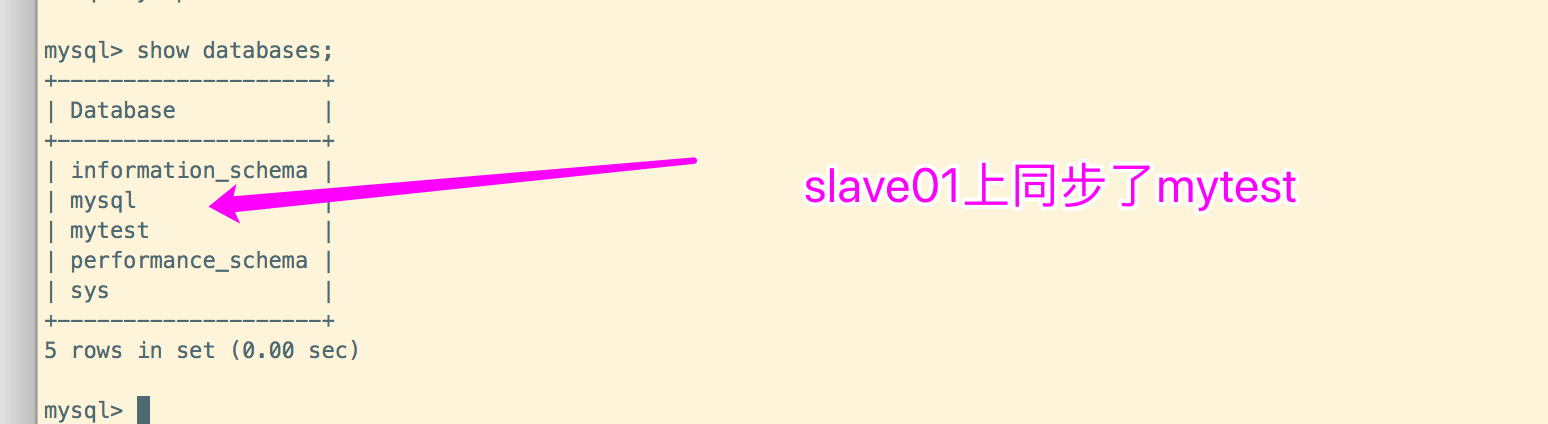 mysql> show databases;
+--------------------+
| Database           |
+--------------------+
| information_schema |
| mysql              |
| mytest             |
| performance_schema |
| sys                |
+--------------------+
5 rows in set (0.00 sec)
mysql>
slave01上同步了mytest